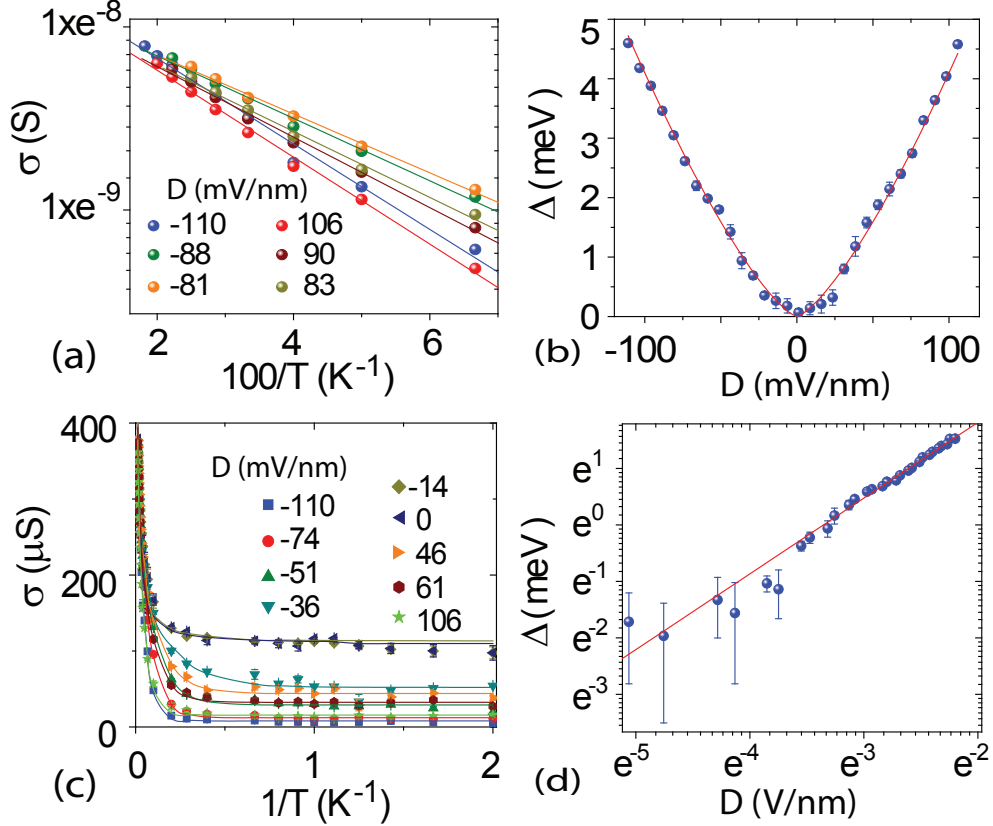 1xe⁻⁸
1xe⁻⁹
σ (S)
D (mV/nm)
-110
106
-88
90
-81
83
2
4
6
100/T (K⁻¹)
(a)
5
4
3
2
1
0
Δ (meV)
-100
0
100
D (mV/nm)
(b)
400
200
0
σ (µS)
D (mV/nm)
-110
-74
-51
-36
-14
0
46
61
106
0
1
2
1/T (K⁻¹)
(c)
e¹
e⁰
e⁻¹
e⁻²
e⁻³
Δ (meV)
e⁻⁵
e⁻⁴
e⁻³
e⁻²
D (V/nm)
(d)